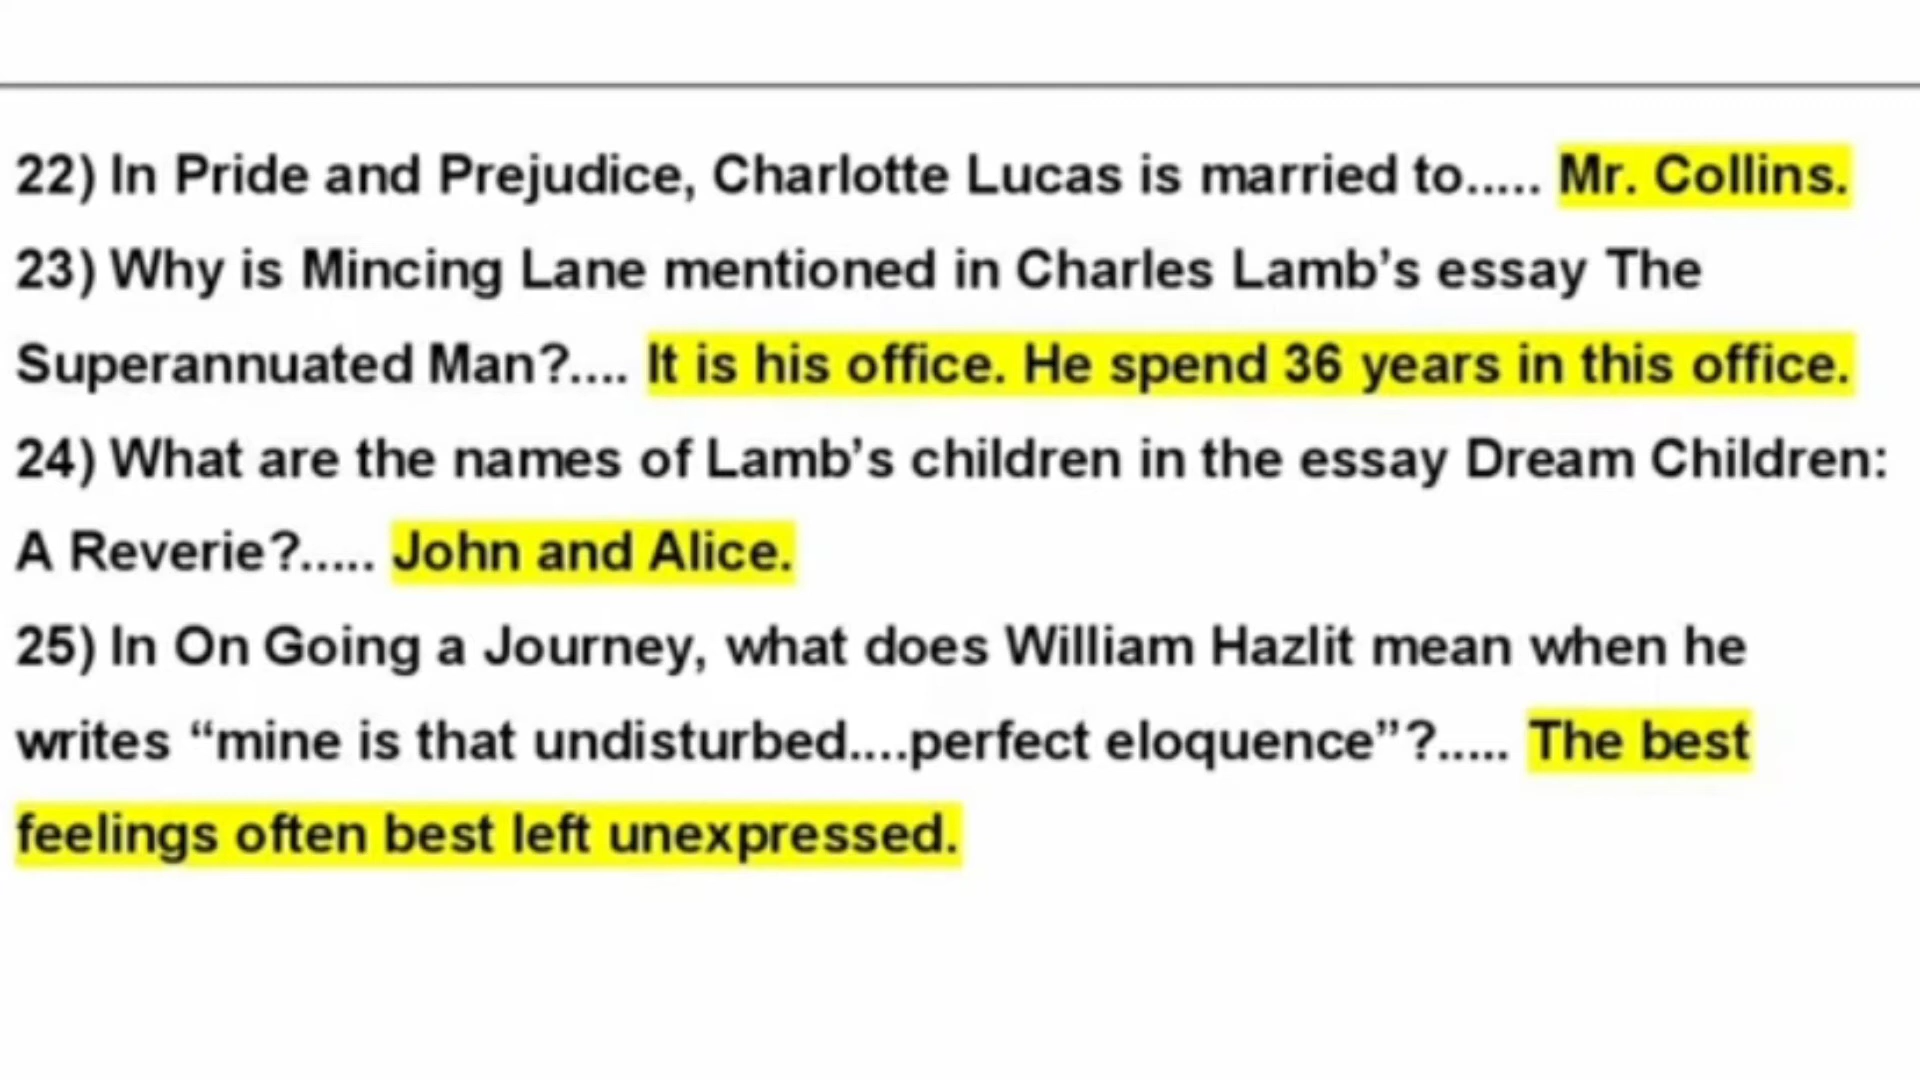 22) In Pride and Prejudice, Charlotte Lucas is married to..... Mr. Collins.
23) Why is Mincing Lane mentioned in Charles Lamb’s essay The
Superannuated Man?.... It is his office. He spend 36 years in this office.
24) What are the names of Lamb’s children in the essay Dream Children:
A Reverie?..... John and Alice.
25) In On Going a Journey, what does William Hazlit mean when he
writes “mine is that undisturbed....perfect eloquence”?..... The best
feelings often best left unexpressed.